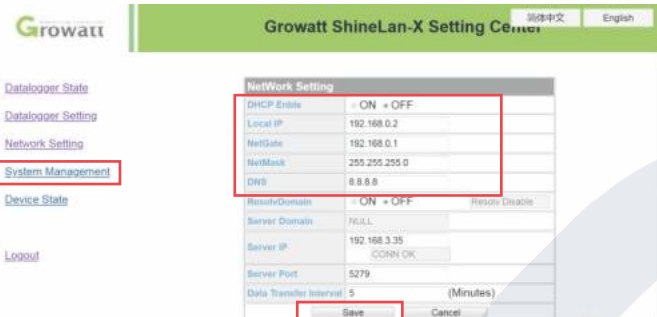 Growatt
Growatt ShineLan-X Setting Center
简体中文
English
Datalogger State
Datalogger Setting
Network Setting
System Management
Device State
Logout
NetWork Setting
DHCP Enble ON OFF
Local IP 192.168.0.2
NetGate 192.168.0.1
NetMask 255.255.255.0
DNS 8.8.8.8
ResolvDomain ON OFF Resolv Disable
Server Domain NULL
Server IP 192.168.3.35
CONN OK
Server Port 5279
Data Transfer Interval 5 (Minutes)
Save Cancel